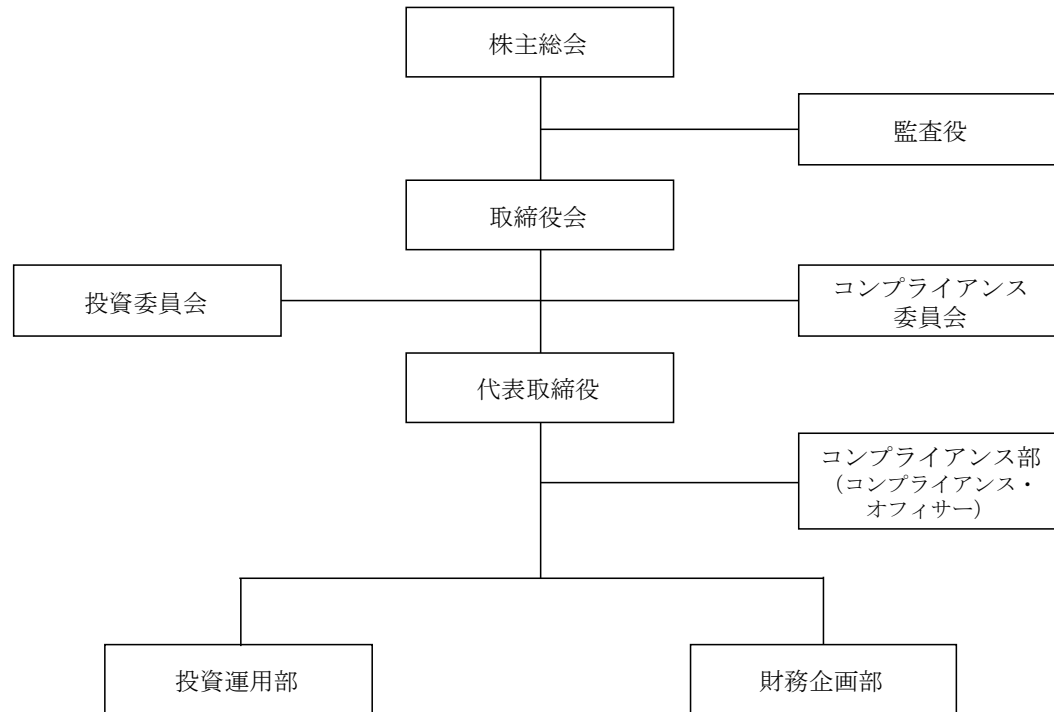 株主総会
監査役
取締役会
投資委員会
コンプライアンス
委員会
代表取締役
コンプライアンス部
（コンプライアンス・
オフィサー）
投資運用部
財務企画部